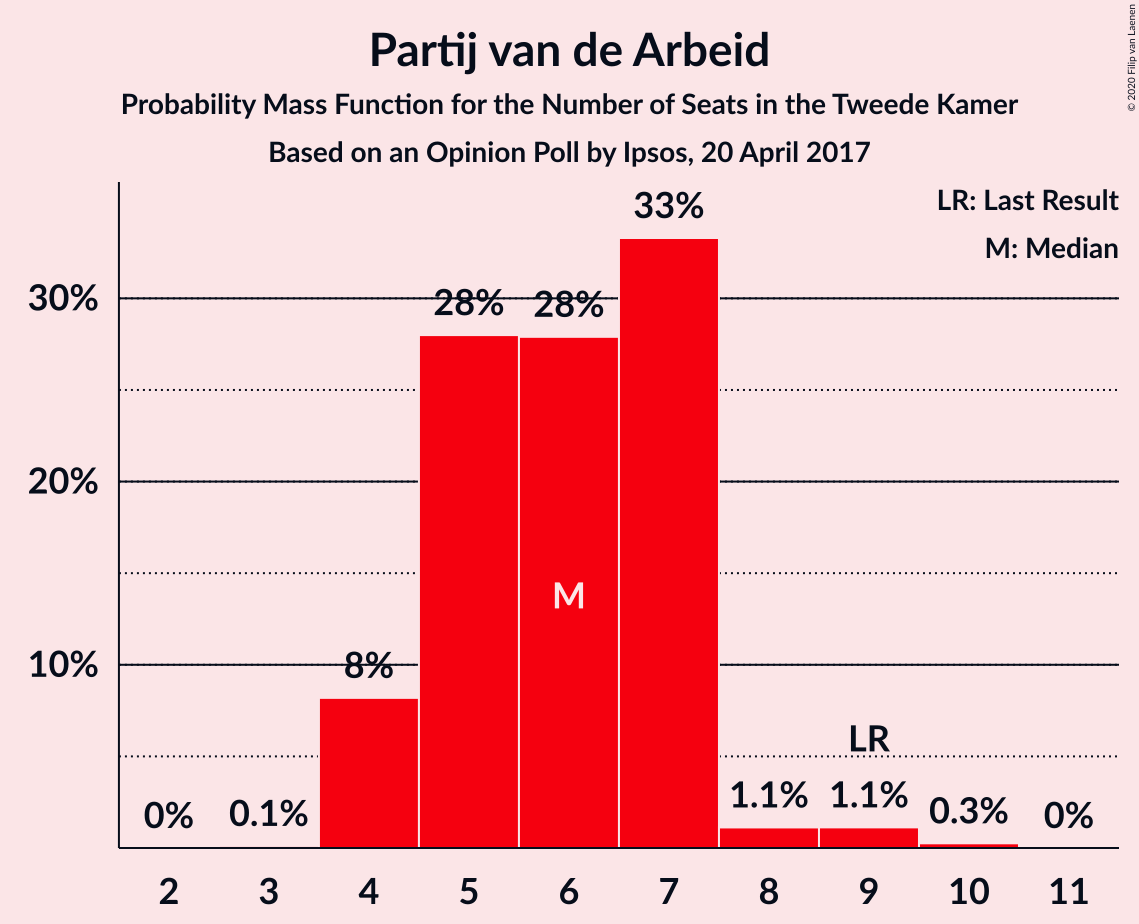 Partij van de Arbeid
Probability Mass Function for the Number of Seats in the Tweede Kamer
Based on an Opinion Poll by Ipsos, 20 April 2017
© 2020 Filip van Laenen
LR: Last Result
M: Median
33%
30%
28%
28%
20%
M
10%
8%
LR
0%
0.1%
1.1%
1.1%
0.3%
0%
2 3 4 5 6 7 8 9 10 11